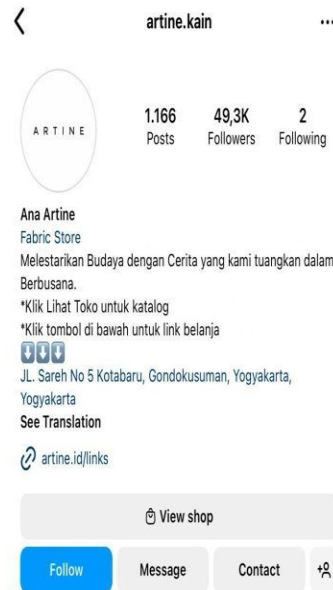 artine.kain
ARTINE
1.166 49,3K 2
Posts Followers Following
Ana Artine
Fabric Store
Melestarikan Budaya dengan Cerita yang kami tuangkan dalam
Berbusana.
*Klik Lihat Toko untuk katalog
*Klik tombol di bawah untuk link belanja
JL. Sareh No 5 Kotabaru, Gondokusuman, Yogyakarta,
Yogyakarta
See Translation
artine.id/links
View shop
Follow Message Contact